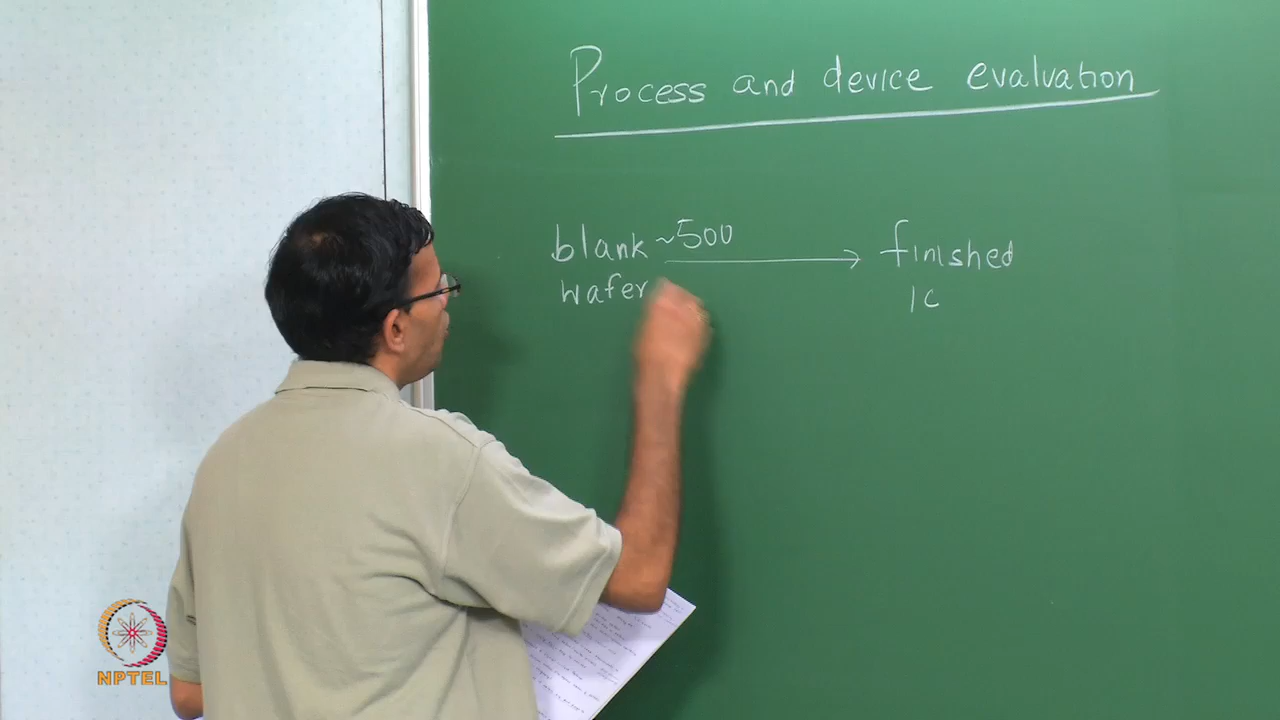 Process and device evaluation
blank ~500 finished
wafer IC
NPTEL